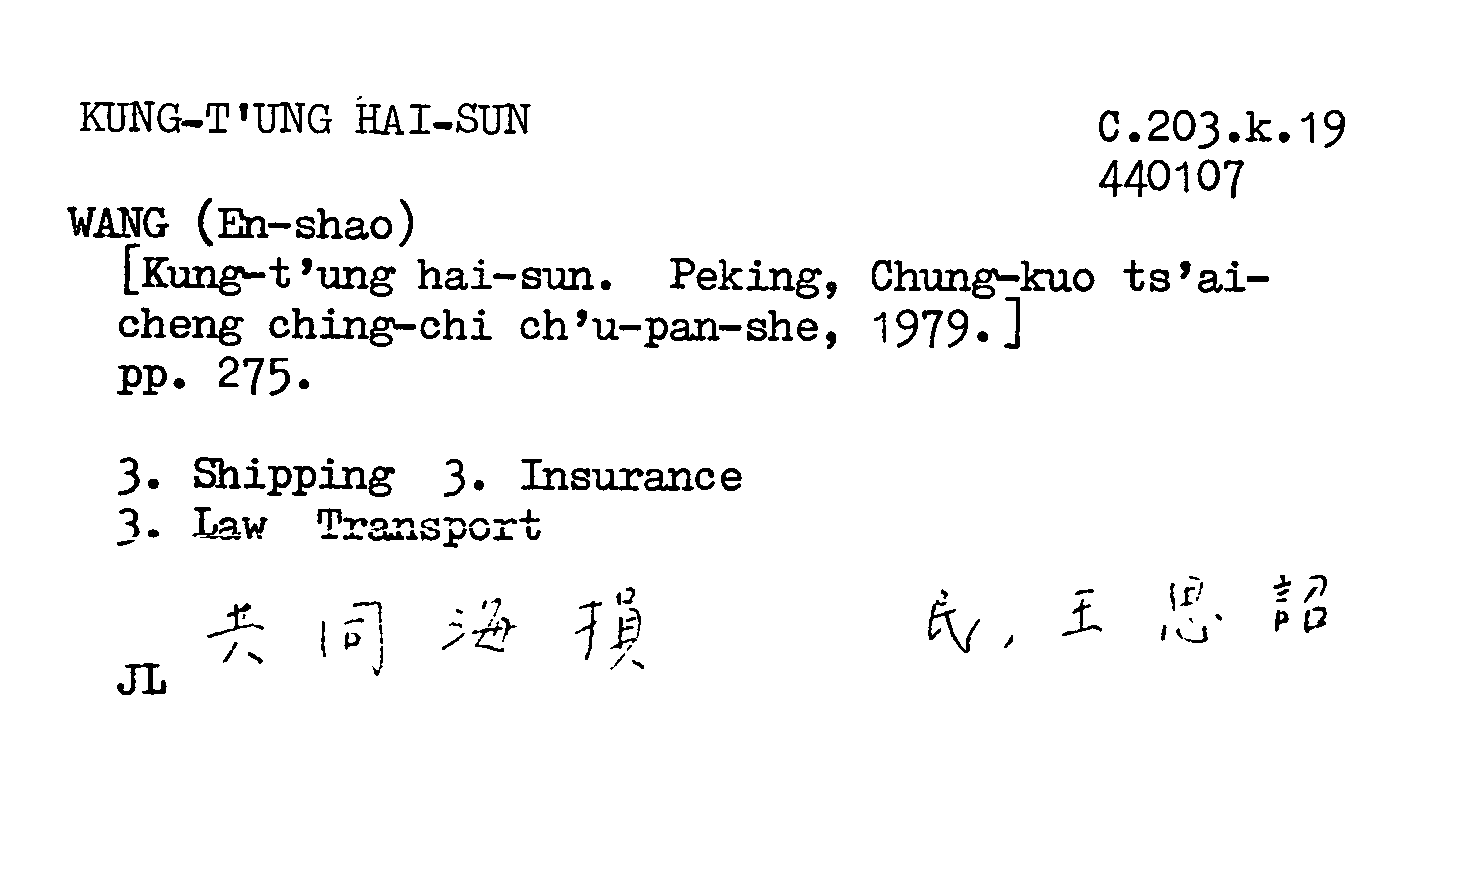 KUNG-T'UNG HAI-SUN
C.203.k.19
440107
WANG (En-shao)
[Kung-t'ung hai-sun.  Peking, Chung-kuo ts'ai-
cheng ching-chi ch'u-pan-she, 1979.]
pp. 275.
3. Shipping  3. Insurance
3. Law  Transport
共同海損 民, 王恩詔
JL